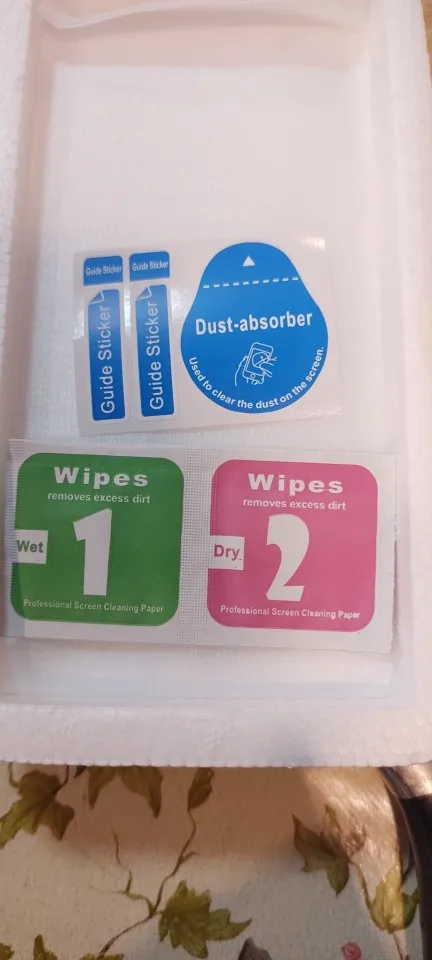 Guide Sticker
Guide Sticker
Guide Sticker
Guide Sticker
Dust-absorber
Used to clear the dust on the screen.
Wipes
removes excess dirt
Wet
1
Professional Screen Cleaning Paper
Wipes
removes excess dirt
Dry
2
Professional Screen Cleaning Paper